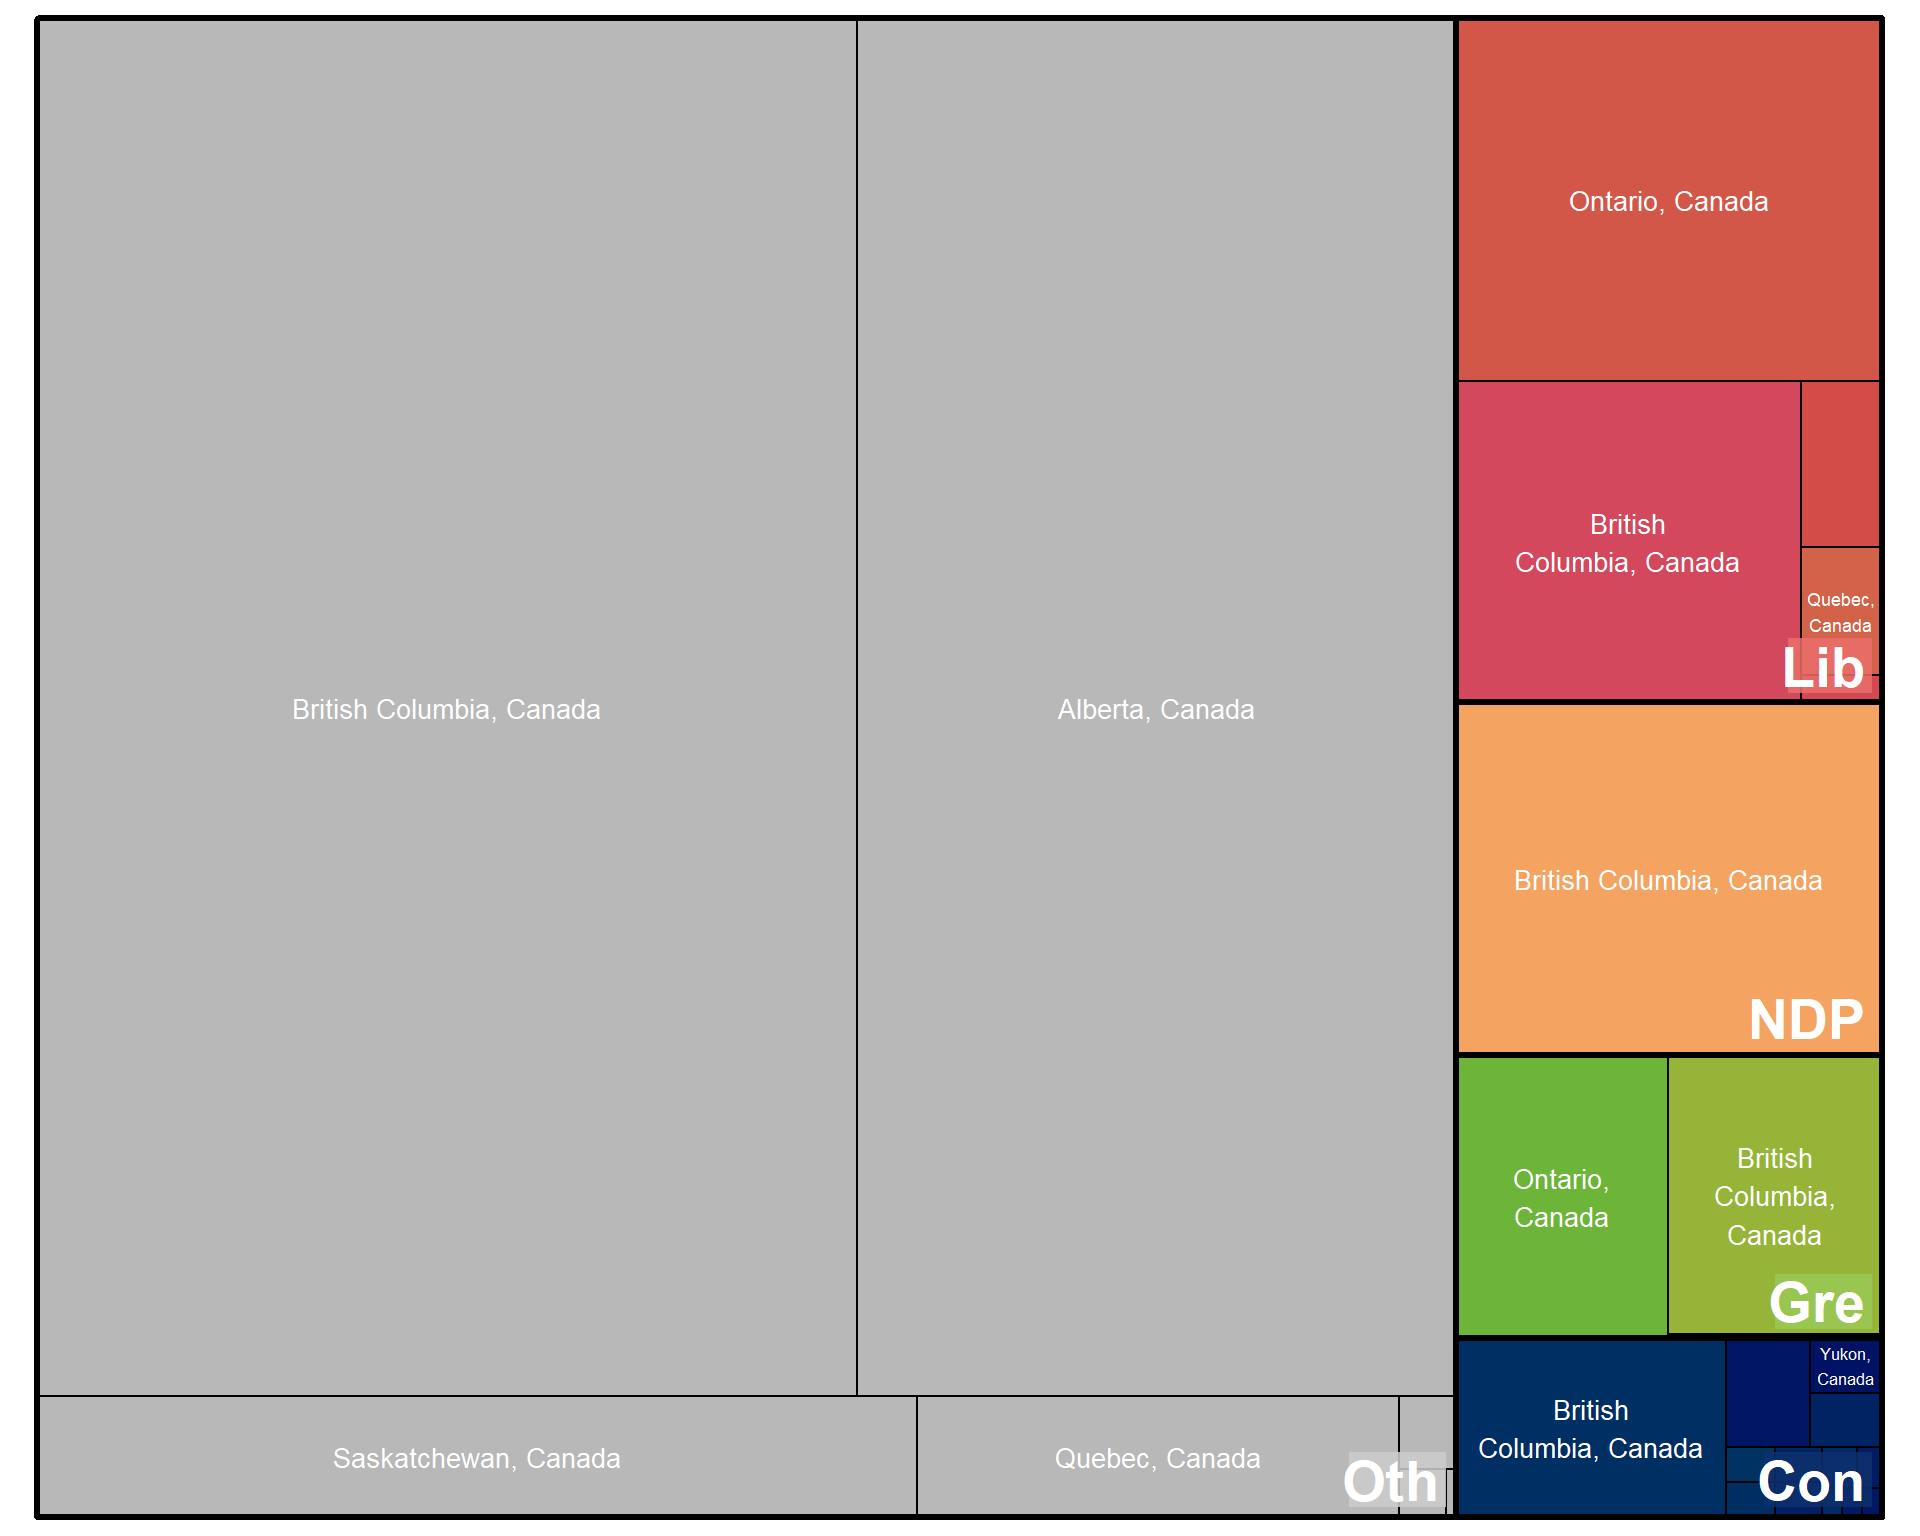 British Columbia, Canada
Alberta, Canada
Saskatchewan, Canada
Quebec, Canada
Oth
Ontario, Canada
British
Columbia, Canada
Quebec,
Canada
Lib
British Columbia, Canada
NDP
Ontario,
Canada
British
Columbia,
Canada
Gre
British
Columbia, Canada
Yukon,
Canada
Con